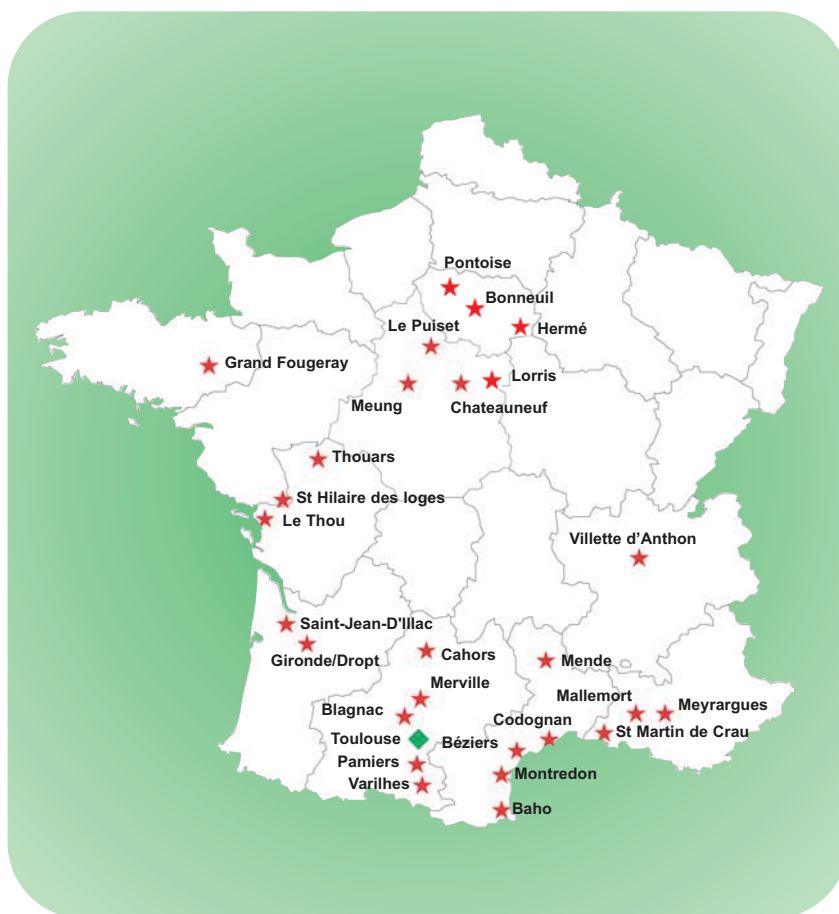 Pontoise
Bonneuil
Le Puiset
Hermé
Grand Fougeray
Lorris
Meung
Chateauneuf
Thouars
St Hilaire des loges
Le Thou
Villette d’Anthon
Saint-Jean-D'Illac
Gironde/Dropt
Cahors
Mende
Merville
Mallemort
Meyrargues
Blagnac
Codognan
St Martin de Crau
Toulouse
Béziers
Pamiers
Montredon
Varilhes
Baho